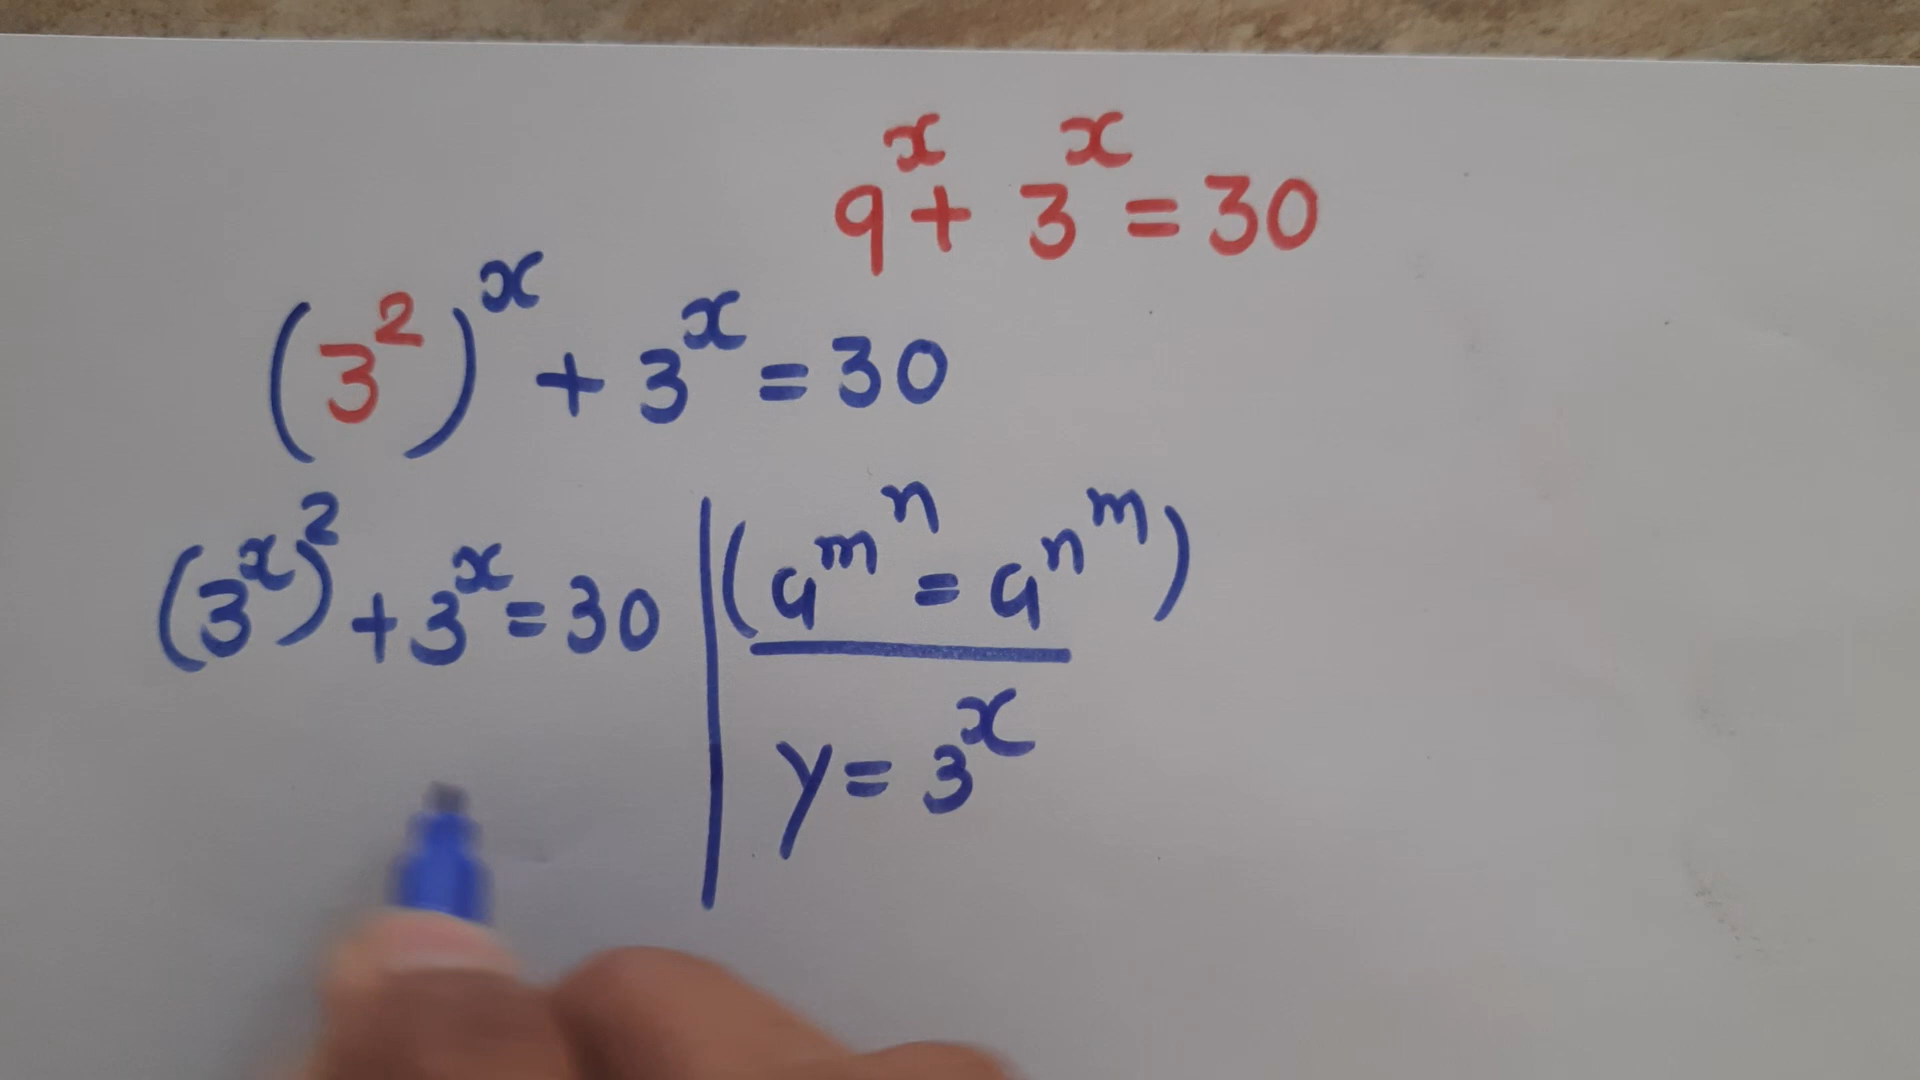 9^x + 3^x = 30
(3^2)^x + 3^x = 30
(3^x)^2 + 3^x = 30
(a^m^n = a^n^m)
y = 3^x